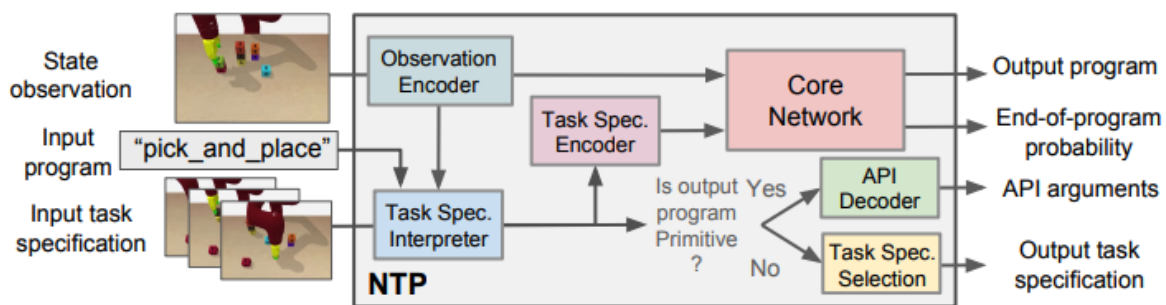 State
observation
Input
program
"pick_and_place"
Input task
specification
Observation
Encoder
Task Spec.
Interpreter
Task Spec.
Encoder
Core
Network
Is output
program
Primitive
?
Yes
No
API
Decoder
Task Spec.
Selection
NTP
Output program
End-of-program
probability
API arguments
Output task
specification